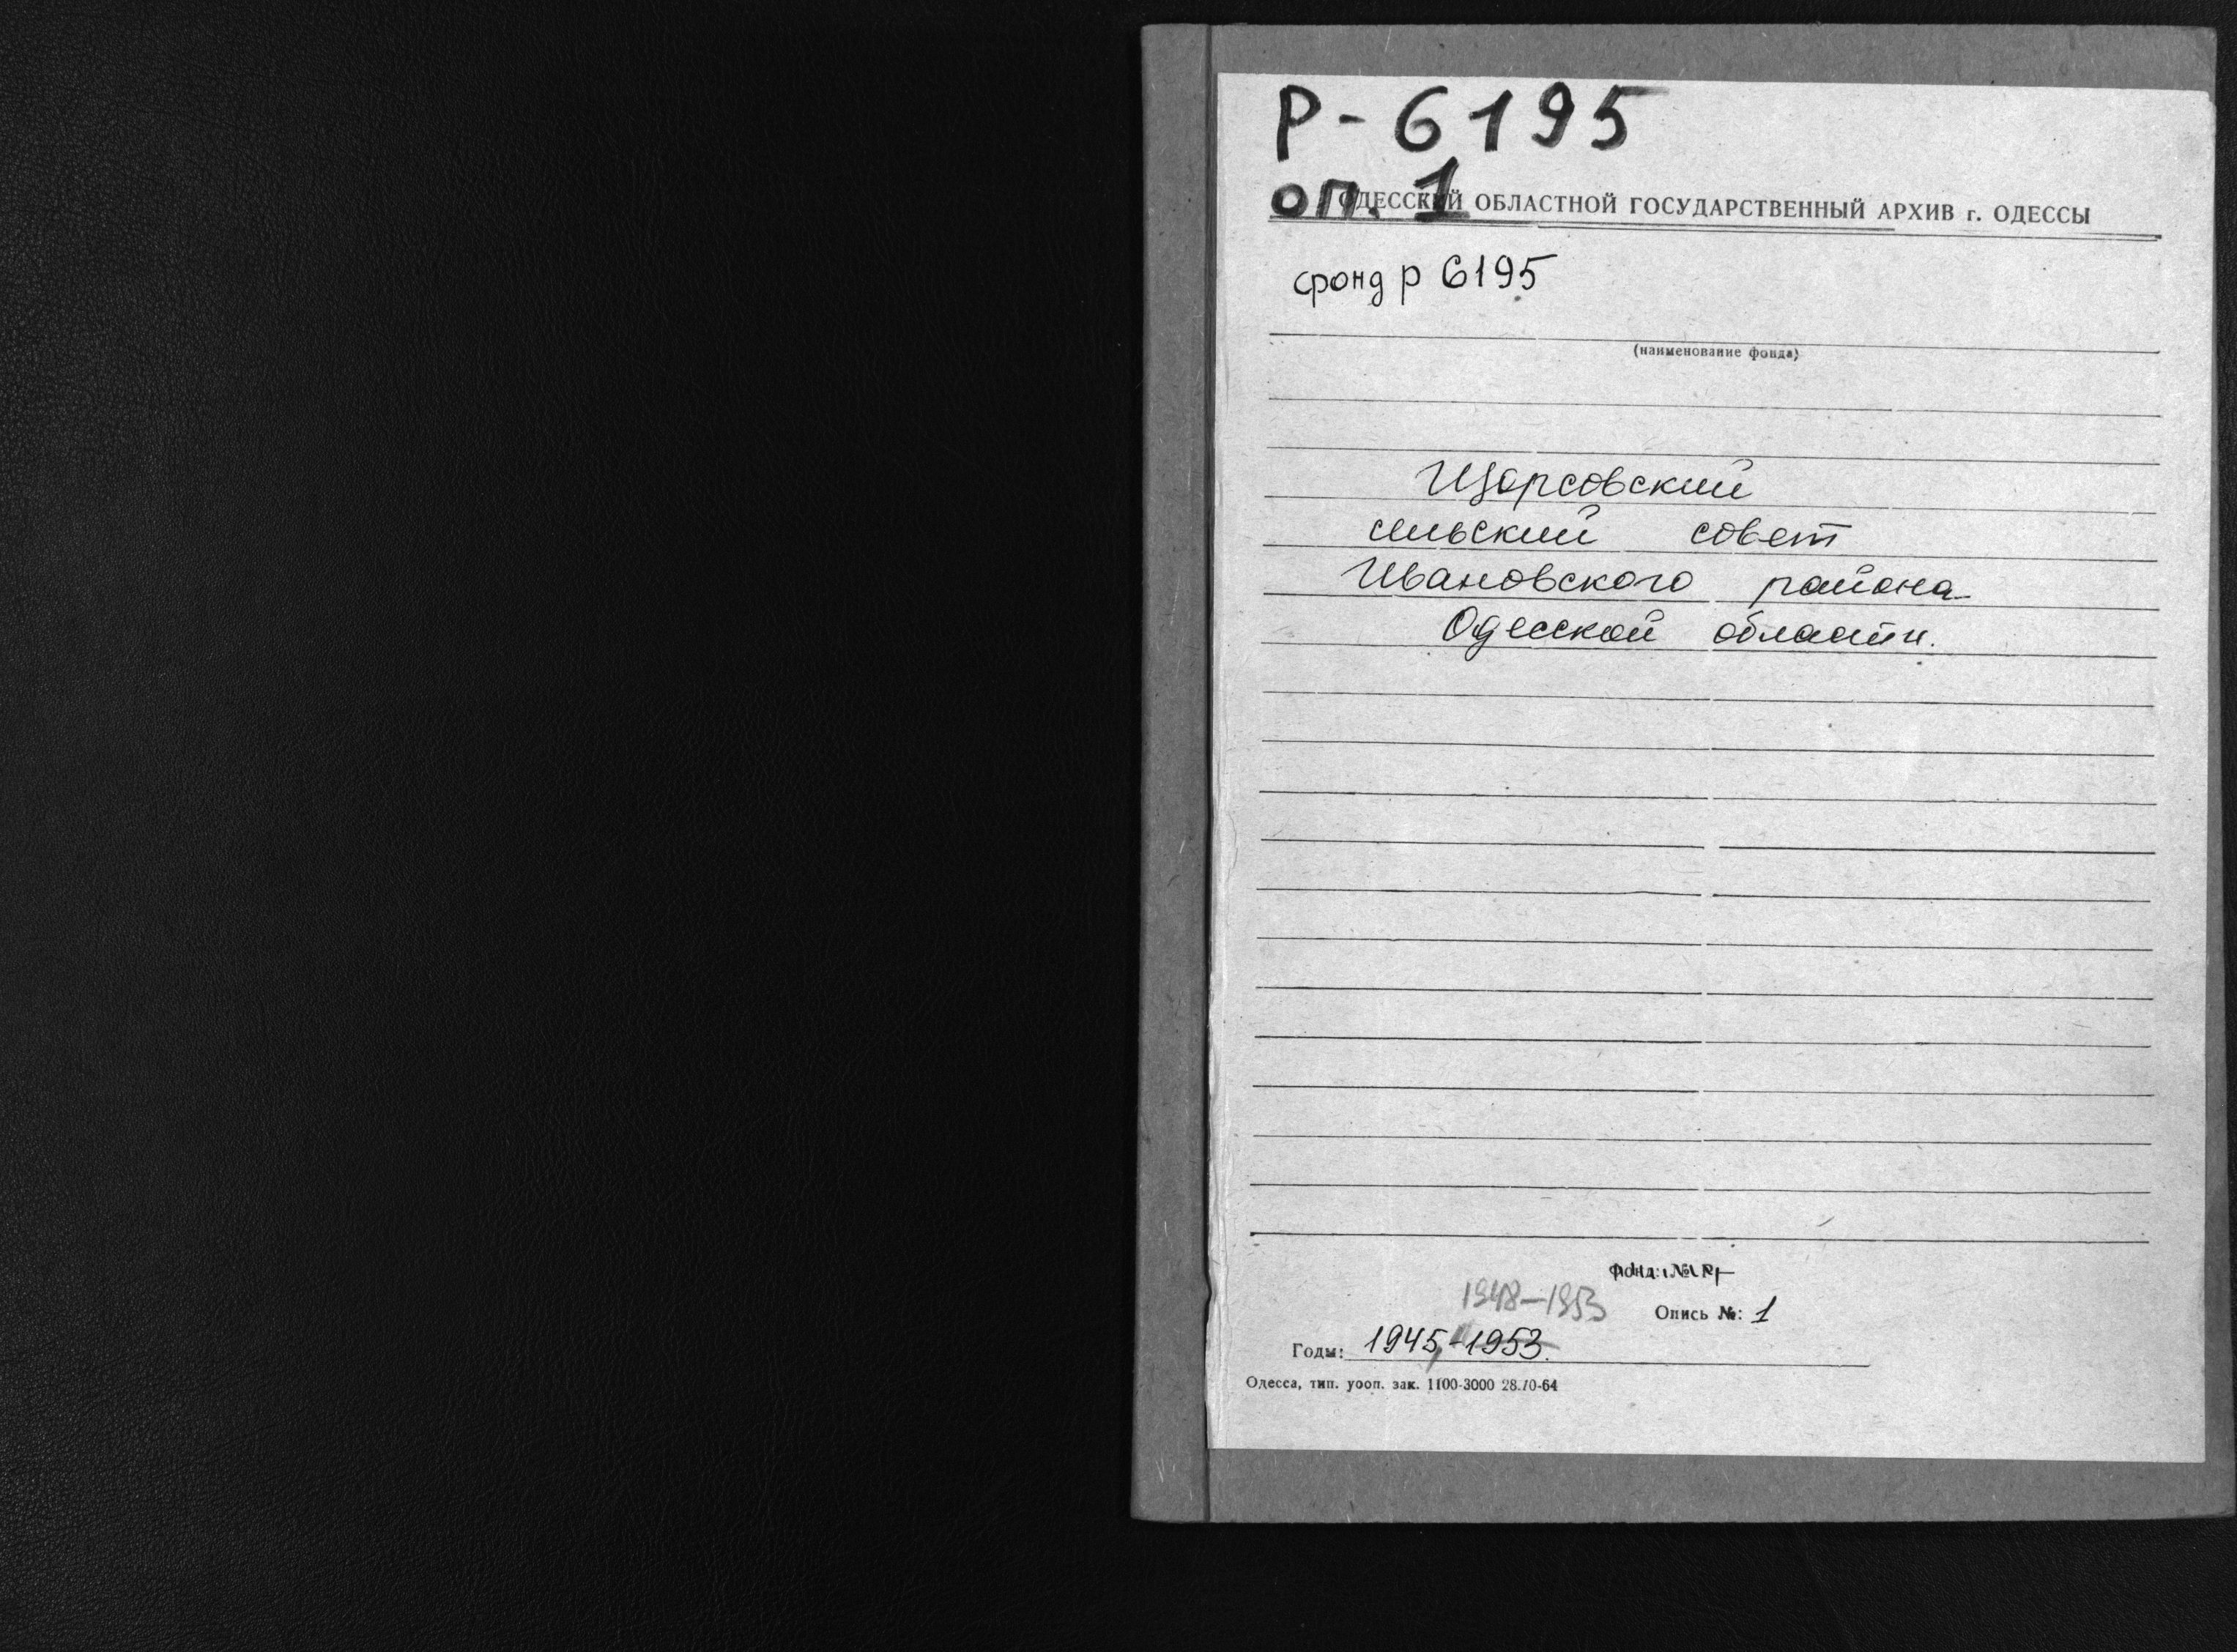 Р-6195
оп. 1
ОДЕССКИЙ ОБЛАСТНОЙ ГОСУДАРСТВЕННЫЙ АРХИВ г. ОДЕССЫ
фонд р 6195
(наименование фонда)
Щорсовский
сельский совет
Ивановского района
Одесской области.
Фонд: № Р-
1948-1953
Опись №: 1
Годы: 1945,-1953.
Одесса, тип. уооп. зак. 1100-3000 28.10-64